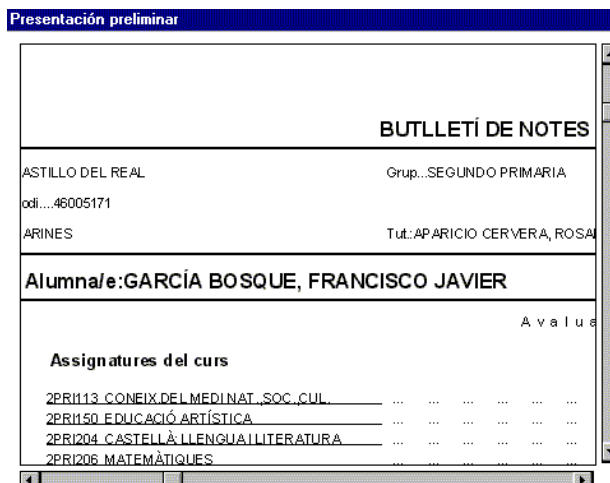 Presentación preliminar
BUTLLETÍ DE NOTES
ASTILLO DEL REAL Grup...SEGUNDO PRIMARIA
odi....46005171
ARINES Tut.:APARICIO CERVERA, ROSA
Alumna/e:GARCÍA BOSQUE, FRANCISCO JAVIER
A v a l u a
Assignatures del curs
2PRI113 CONEIX.DEL MEDI NAT.,SOC.,CUL. ... ... ... ... ... ...
2PRI150 EDUCACIÓ ARTÍSTICA ... ... ... ... ... ...
2PRI204 CASTELLÀ: LLENGUA I LITERATURA ... ... ... ... ... ...
2PRI206 MATEMÀTIQUES ... ... ... ... ... ...